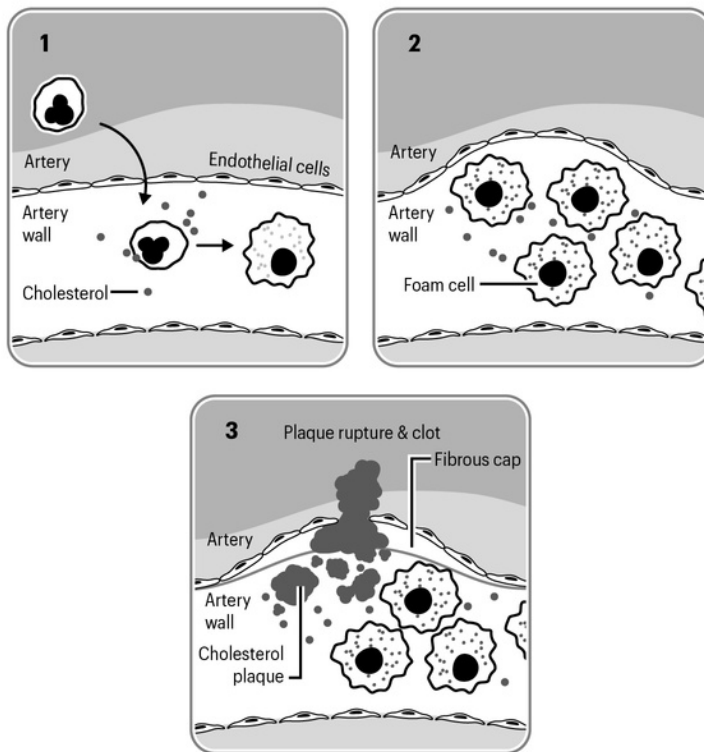 1
Artery
Endothelial cells
Artery
wall
Cholesterol
2
Artery
Artery
wall
Foam cell
3
Plaque rupture & clot
Fibrous cap
Artery
Artery
wall
Cholesterol
plaque